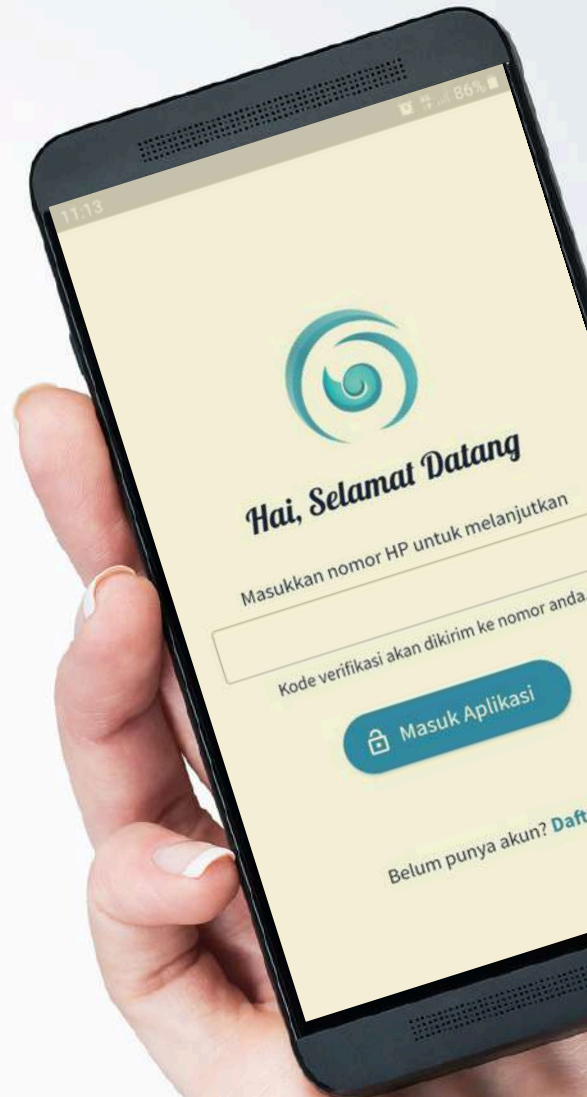 11:13
86%
Hai, Selamat Datang
Masukkan nomor HP untuk melanjutkan
Kode verifikasi akan dikirim ke nomor anda.
Masuk Aplikasi
Belum punya akun? Daft